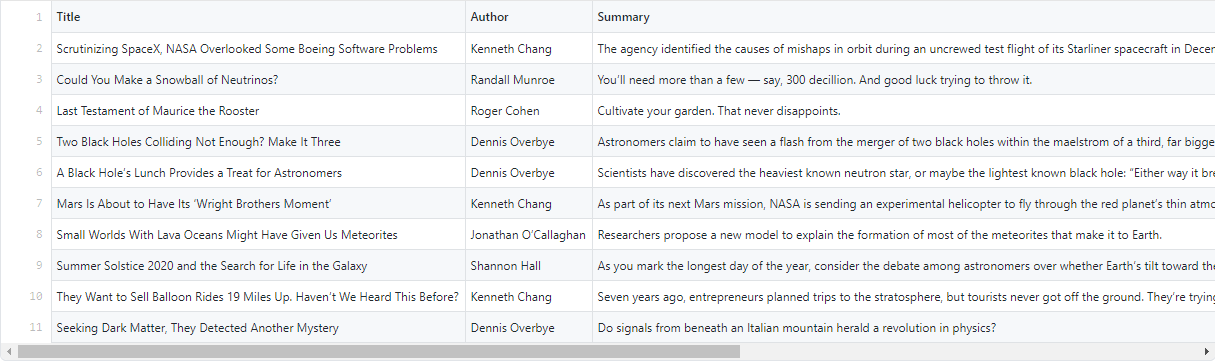 1 Title Author Summary
2 Scrutinizing SpaceX, NASA Overlooked Some Boeing Software Problems Kenneth Chang The agency identified the causes of mishaps in orbit during an uncrewed test flight of its Starliner spacecraft in Decem
3 Could You Make a Snowball of Neutrinos? Randall Munroe You’ll need more than a few — say, 300 decillion. And good luck trying to throw it.
4 Last Testament of Maurice the Rooster Roger Cohen Cultivate your garden. That never disappoints.
5 Two Black Holes Colliding Not Enough? Make It Three Dennis Overbye Astronomers claim to have seen a flash from the merger of two black holes within the maelstrom of a third, far bigge
6 A Black Hole’s Lunch Provides a Treat for Astronomers Dennis Overbye Scientists have discovered the heaviest known neutron star, or maybe the lightest known black hole: “Either way it bre
7 Mars Is About to Have Its ‘Wright Brothers Moment’ Kenneth Chang As part of its next Mars mission, NASA is sending an experimental helicopter to fly through the red planet’s thin atmo
8 Small Worlds With Lava Oceans Might Have Given Us Meteorites Jonathan O’Callaghan Researchers propose a new model to explain the formation of most of the meteorites that make it to Earth.
9 Summer Solstice 2020 and the Search for Life in the Galaxy Shannon Hall As you mark the longest day of the year, consider the debate among astronomers over whether Earth’s tilt toward the
10 They Want to Sell Balloon Rides 19 Miles Up. Haven’t We Heard This Before? Kenneth Chang Seven years ago, entrepreneurs planned trips to the stratosphere, but tourists never got off the ground. They’re trying
11 Seeking Dark Matter, They Detected Another Mystery Dennis Overbye Do signals from beneath an Italian mountain herald a revolution in physics?